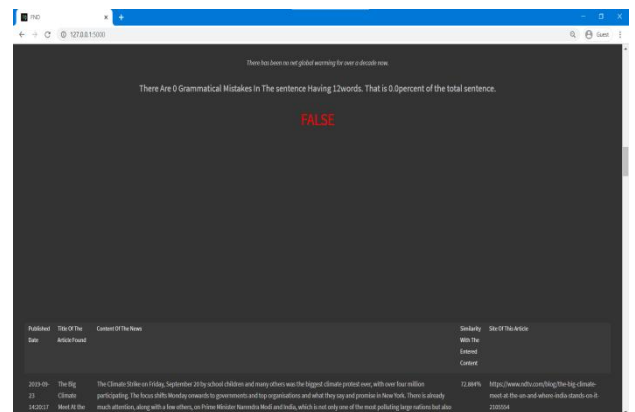 FND
127.0.0.1:5000
Guest
There has been no net global warming for over a decade now.
There Are 0 Grammatical Mistakes In The sentence Having 12words. That is 0.0percent of the total sentence.
FALSE
Published Title Of The Content Of The News Similarity Site Of This Article
Date Article Found With The
Entered
Content
2019-09- The Big The Climate Strike on Friday, September 20 by school children and many others was the biggest climate protest ever, with over four million 72.884% https://www.ndtv.com/blog/the-big-climate-
23 Climate participating. The focus shifts Monday onwards to governments and top organisations and what they say and promise in New York. There is already meet-at-the-un-and-where-india-stands-on-it-
14:20:17 Meet At the much attention, along with a few others, on Prime Minister Narendra Modi and India, which is not only one of the most polluting large nations but also 2105554